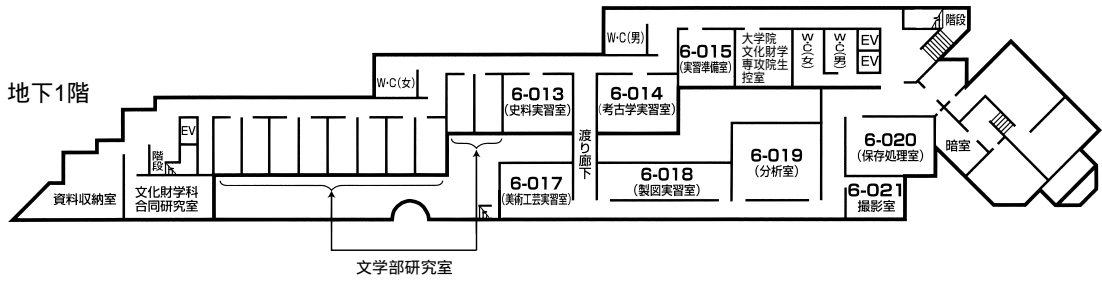 地下1階
資料収納室
階段
EV
文化財学科
合同研究室
W・C(女)
文学部研究室
6-013
(史料実習室)
渡り廊下
6-017
(美術工芸実習室)
W・C(男)
6-014
(考古学実習室)
6-018
(製図実習室)
6-015
(実習準備室)
大学院
文化財学
専攻院生
控室
W・C(女)
W・C(男)
EV
EV
階段
6-019
(分析室)
6-020
(保存処理室)
6-021
撮影室
暗室